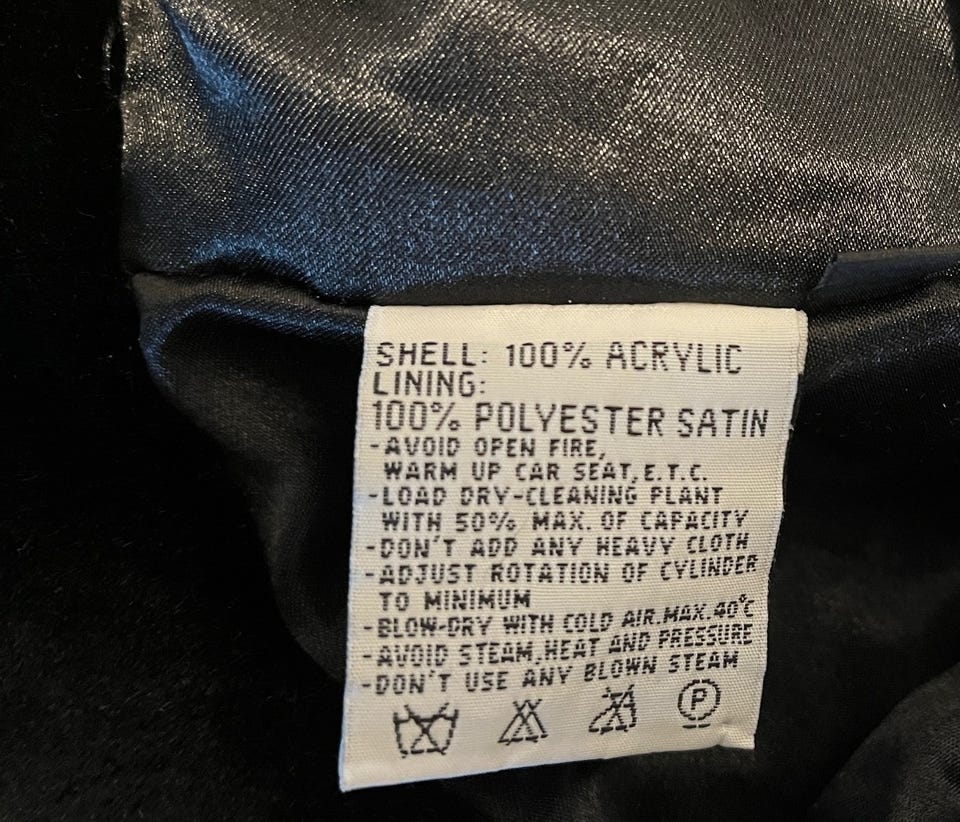 SHELL: 100% ACRYLIC
LINING:
100% POLYESTER SATIN
-AVOID OPEN FIRE,
WARM UP CAR SEAT,E.T.C.
-LOAD DRY-CLEANING PLANT
WITH 50% MAX. OF CAPACITY
-DON'T ADD ANY HEAVY CLOTH
-ADJUST ROTATION OF CYLINDER
TO MINIMUM
-BLOW-DRY WITH COLD AIR.MAX.40°C
-AVOID STEAM,HEAT AND PRESSURE
-DON'T USE ANY BLOWN STEAM
P